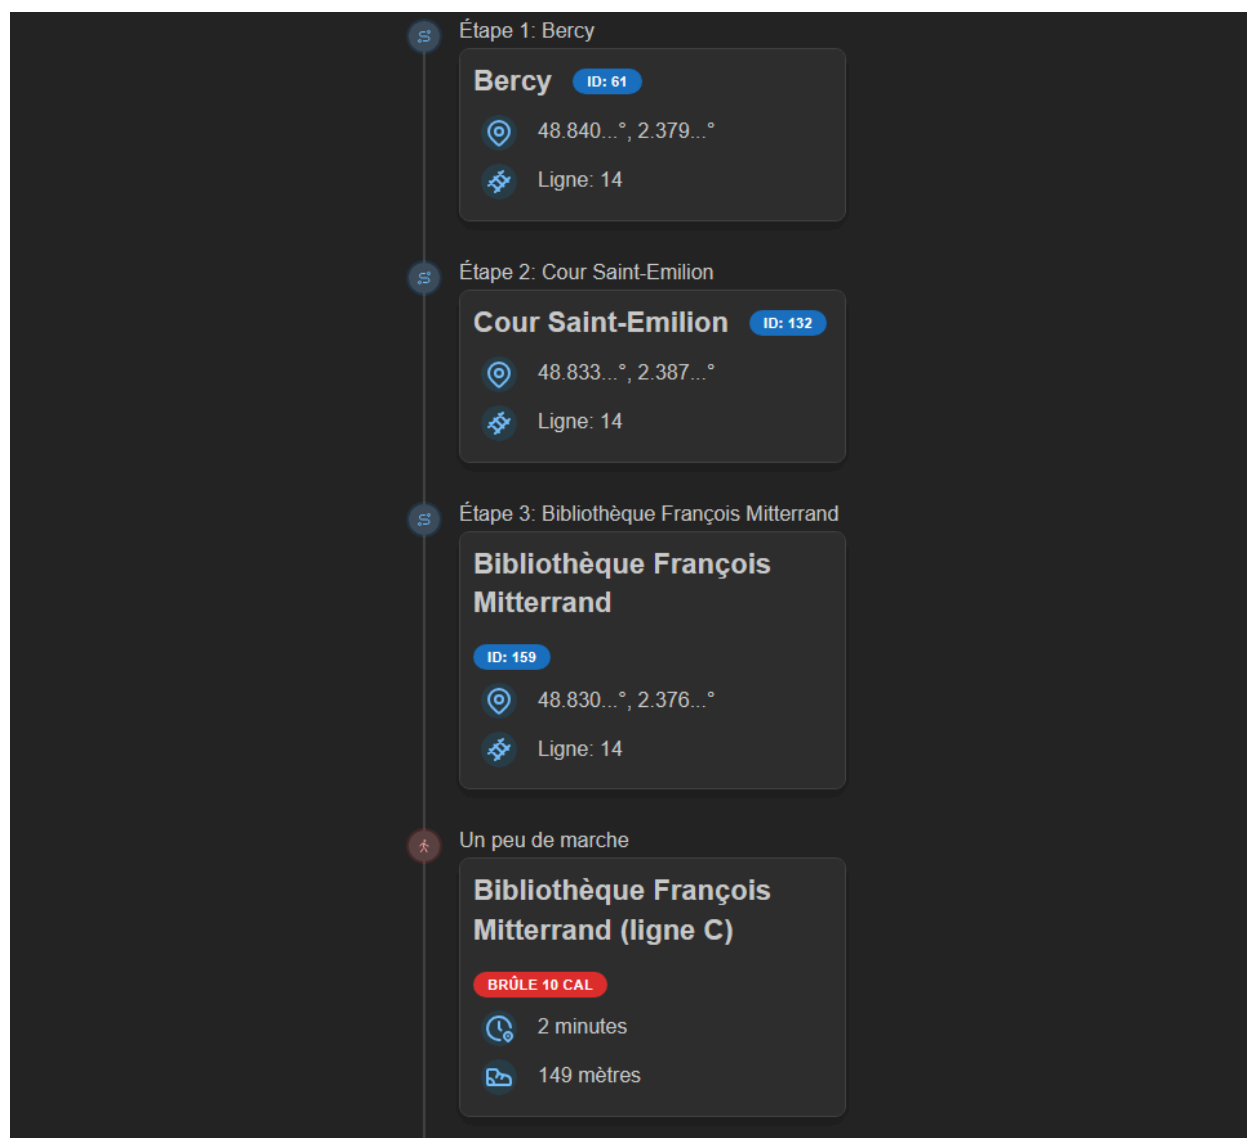 Étape 1: Bercy
Bercy ID: 61
48.840...°, 2.379...°
Ligne: 14
Étape 2: Cour Saint-Emilion
Cour Saint-Emilion ID: 132
48.833...°, 2.387...°
Ligne: 14
Étape 3: Bibliothèque François Mitterrand
Bibliothèque François
Mitterrand
ID: 159
48.830...°, 2.376...°
Ligne: 14
Un peu de marche
Bibliothèque François
Mitterrand (ligne C)
BRÛLE 10 CAL
2 minutes
149 mètres